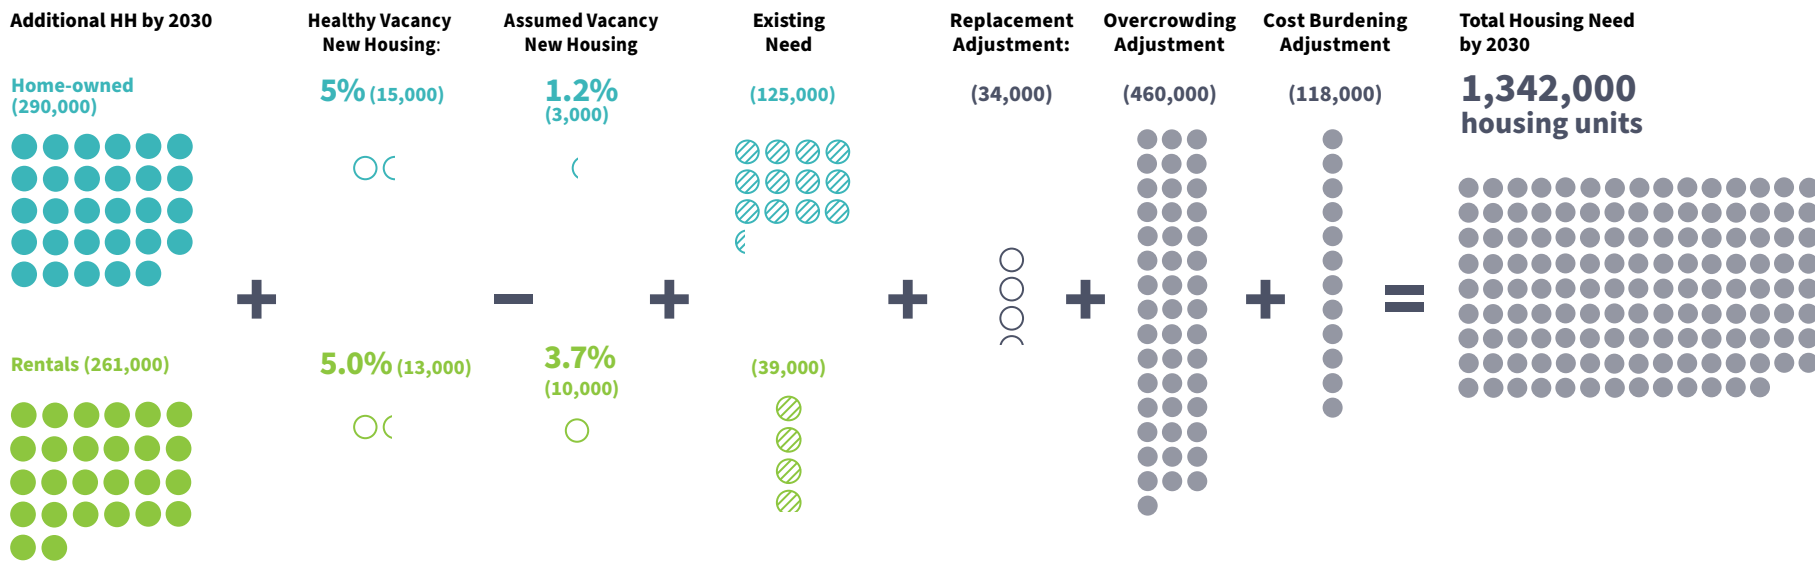 Additional HH by 2030
Healthy Vacancy
New Housing:
Assumed Vacancy
New Housing
Existing
Need
Replacement
Adjustment:
Overcrowding
Adjustment
Cost Burdening
Adjustment
Total Housing Need
by 2030
Home-owned
(290,000)
5% (15,000)
1.2%
(3,000)
(125,000)
(34,000)
(460,000)
(118,000)
1,342,000
housing units
+
−
+
+
+
+
=
Rentals (261,000)
5.0% (13,000)
3.7%
(10,000)
(39,000)